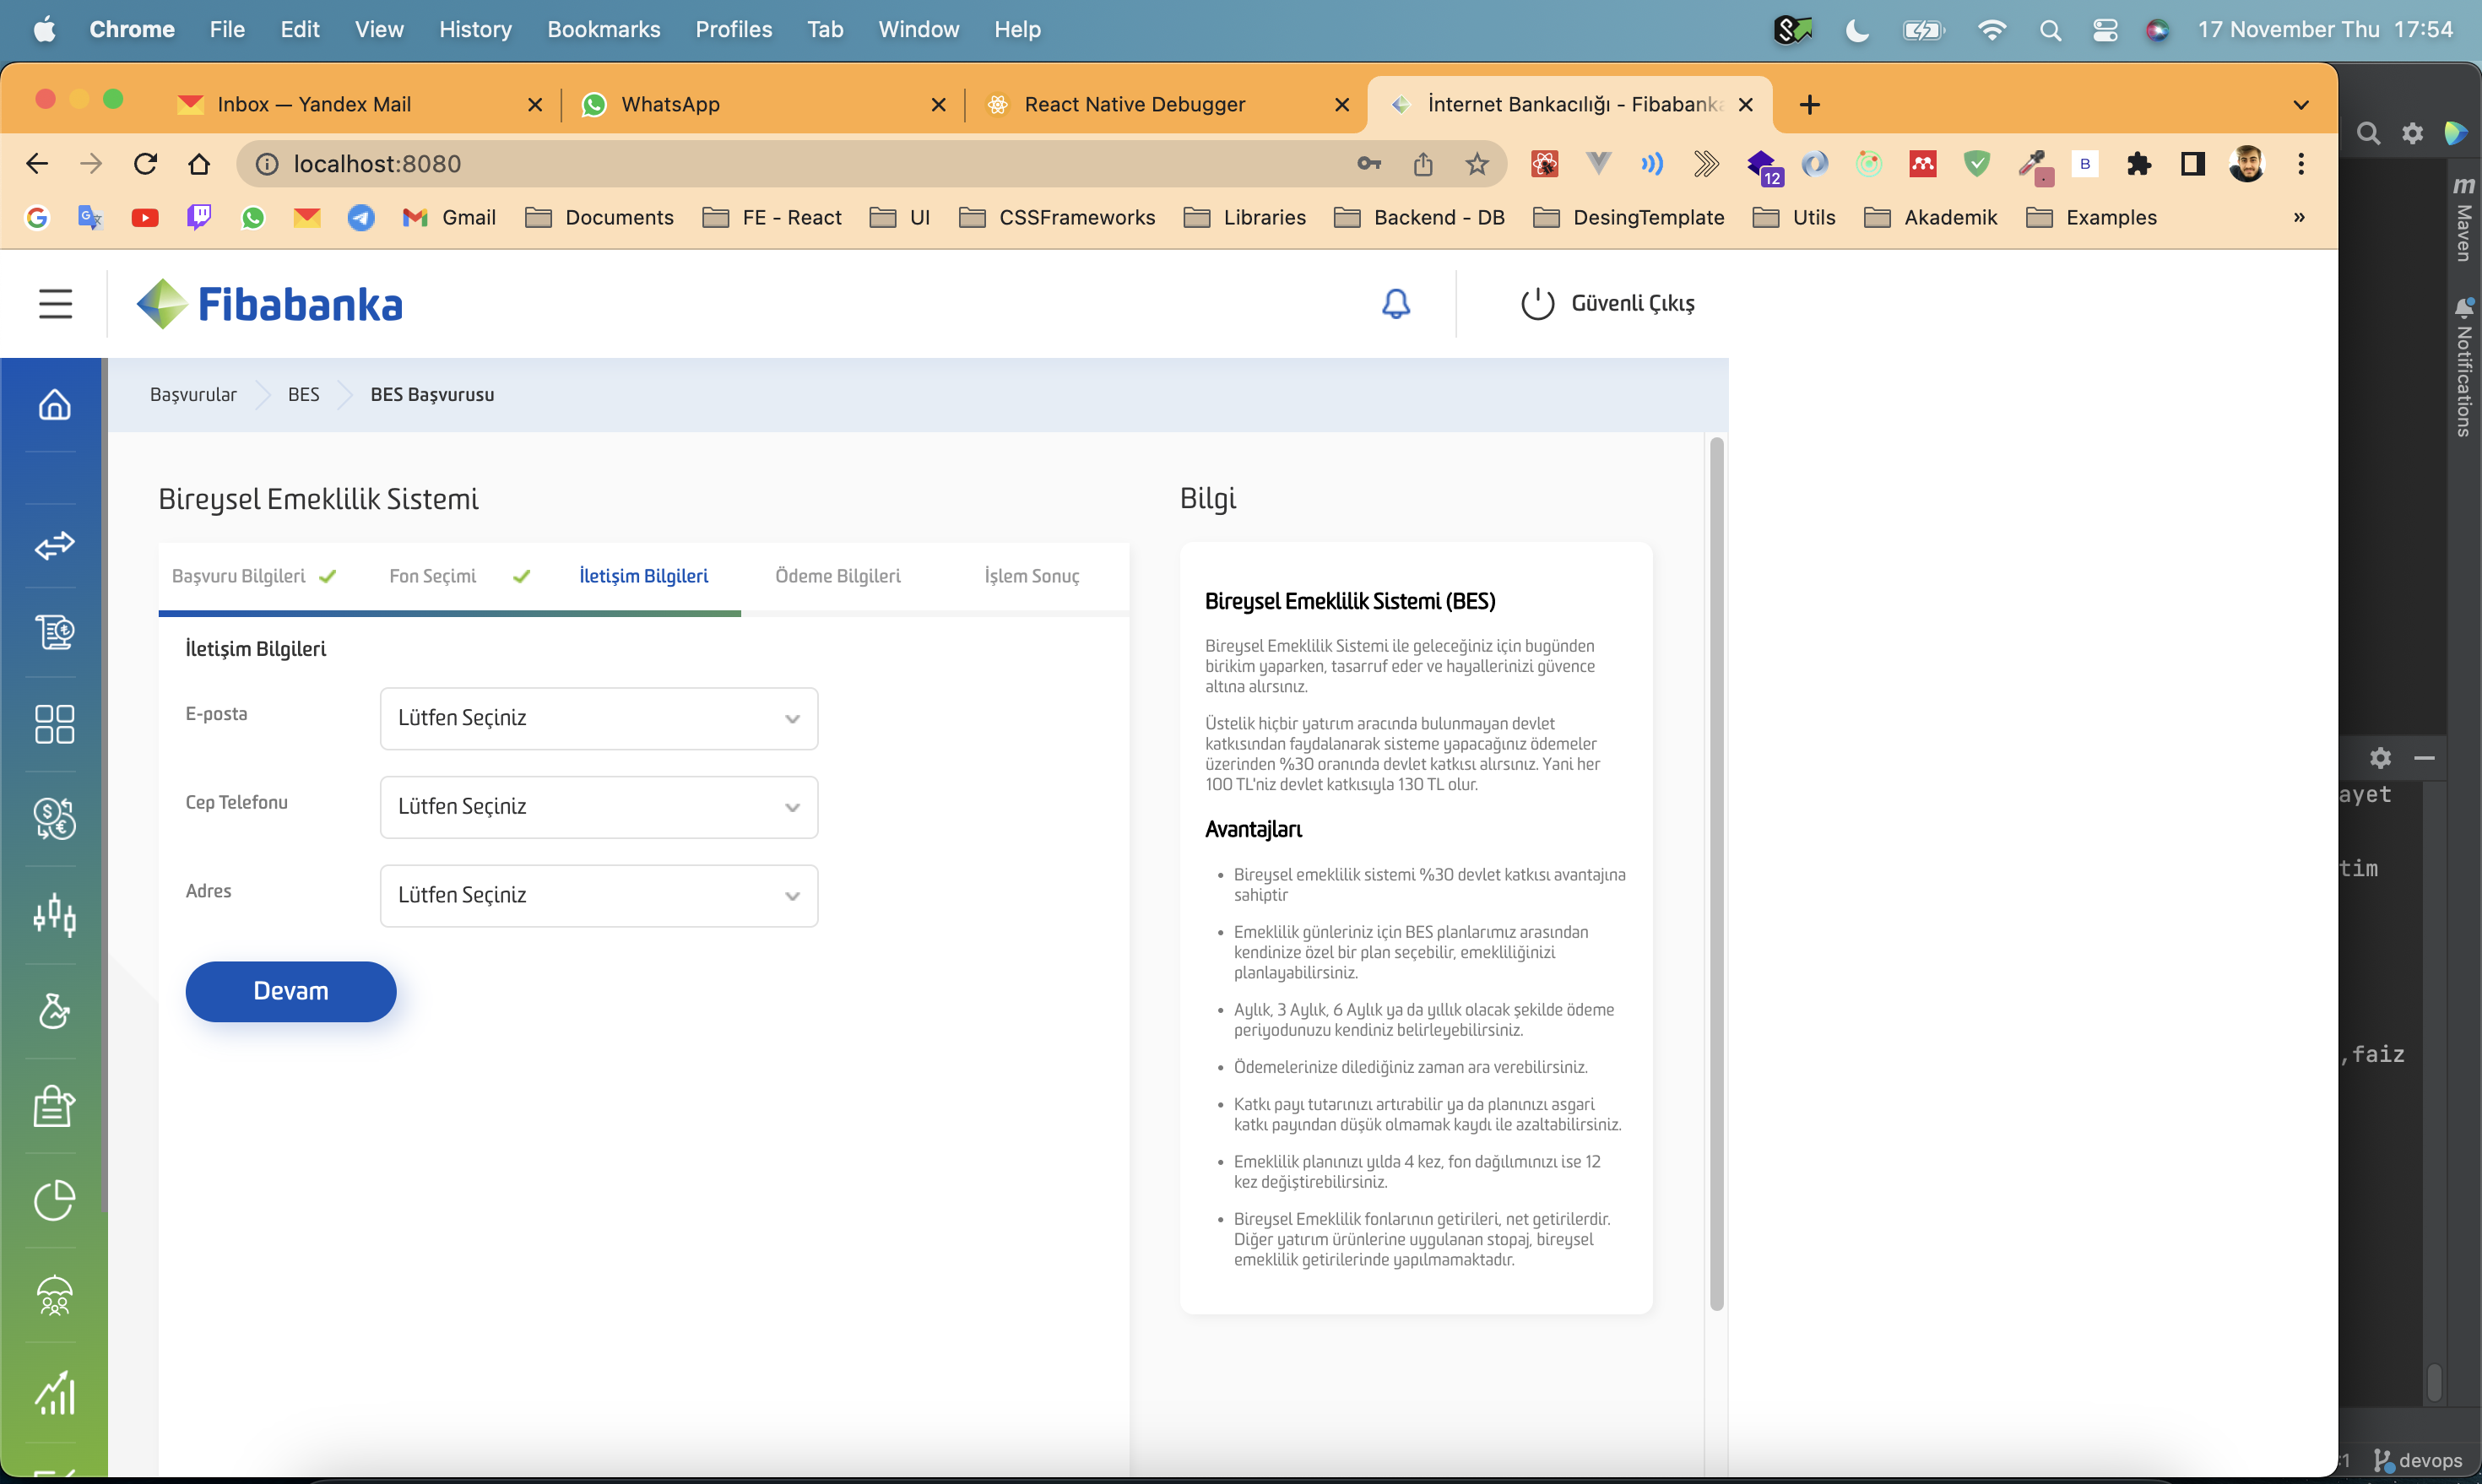 Chrome File Edit View History Bookmarks Profiles Tab Window Help 17 November Thu 17:54
Inbox — Yandex Mail WhatsApp React Native Debugger İnternet Bankacılığı - Fibabanka
localhost:8080
12
B
Gmail Documents FE - React UI CSSFrameworks Libraries Backend - DB DesingTemplate Utils Akademik Examples »
m Maven
Notifications
Fibabanka
Güvenli Çıkış
Başvurular BES BES Başvurusu
Bireysel Emeklilik Sistemi
Başvuru Bilgileri Fon Seçimi İletişim Bilgileri Ödeme Bilgileri İşlem Sonuç
İletişim Bilgileri
E-posta Lütfen Seçiniz
Cep Telefonu Lütfen Seçiniz
Adres Lütfen Seçiniz
Devam
Bilgi
Bireysel Emeklilik Sistemi (BES)
Bireysel Emeklilik Sistemi ile geleceğiniz için bugünden
birikim yaparken, tasarruf eder ve hayallerinizi güvence
altına alırsınız.
Üstelik hiçbir yatırım aracında bulunmayan devlet
katkısından faydalanarak sisteme yapacağınız ödemeler
üzerinden %30 oranında devlet katkısı alırsınız. Yani her
100 TL'niz devlet katkısıyla 130 TL olur.
Avantajları
• Bireysel emeklilik sistemi %30 devlet katkısı avantajına
sahiptir
• Emeklilik günleriniz için BES planlarımız arasından
kendinize özel bir plan seçebilir, emekliliğinizi
planlayabilirsiniz.
• Aylık, 3 Aylık, 6 Aylık ya da yıllık olacak şekilde ödeme
periyodunuzu kendiniz belirleyebilirsiniz.
• Ödemelerinize dilediğiniz zaman ara verebilirsiniz.
• Katkı payı tutarınızı artırabilir ya da planınızı asgari
katkı payından düşük olmamak kaydı ile azaltabilirsiniz.
• Emeklilik planınızı yılda 4 kez, fon dağılımınızı ise 12
kez değiştirebilirsiniz.
• Bireysel Emeklilik fonlarının getirileri, net getirilerdir.
Diğer yatırım ürünlerine uygulanan stopaj, bireysel
emeklilik getirilerinde yapılmamaktadır.
ayet
tim
,faiz
:1 devops